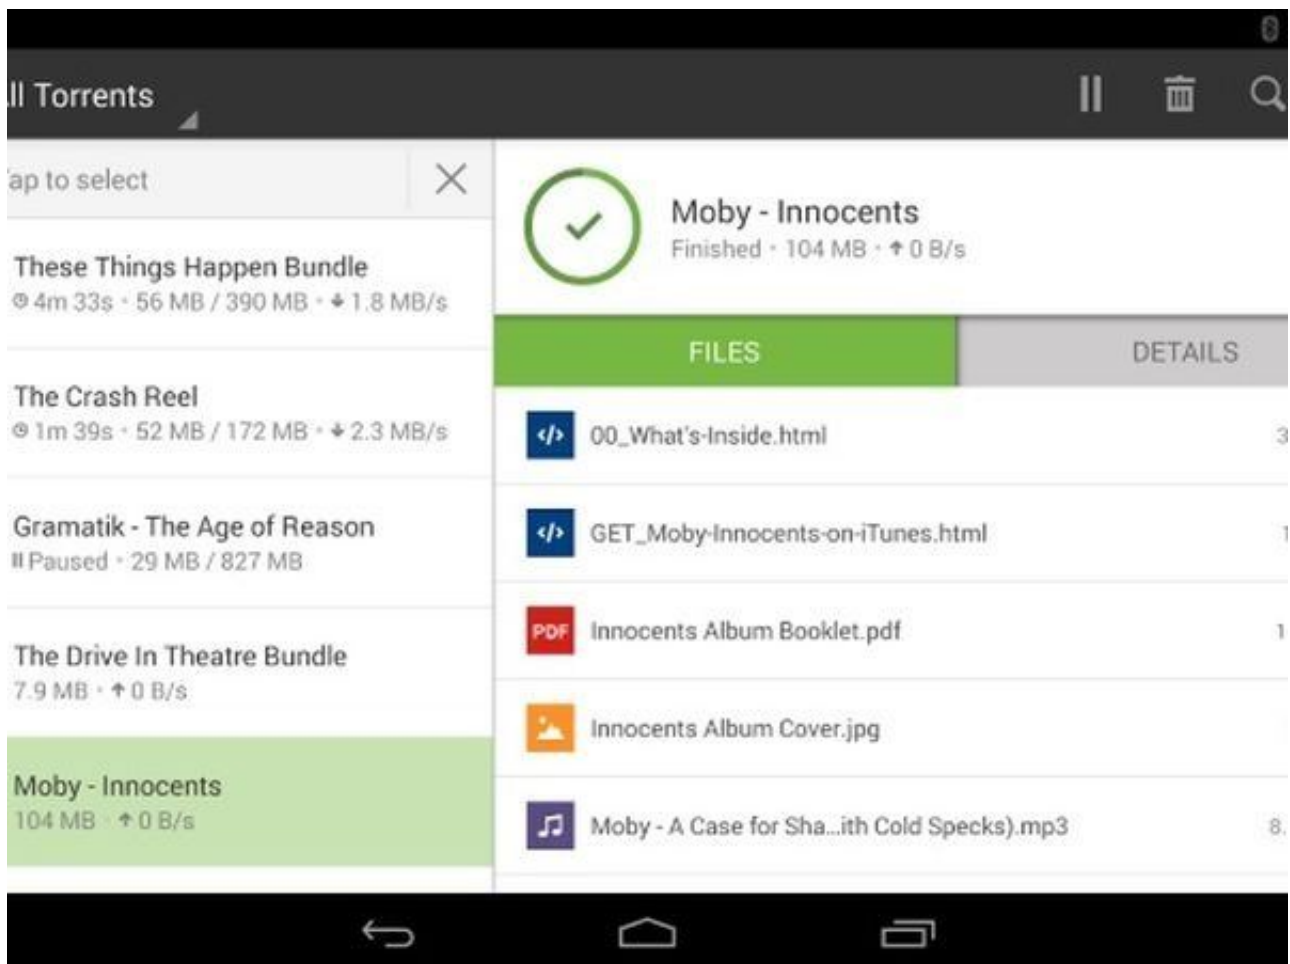 ll Torrents
ap to select
These Things Happen Bundle
4m 33s • 56 MB / 390 MB • 1.8 MB/s
The Crash Reel
1m 39s • 52 MB / 172 MB • 2.3 MB/s
Gramatik - The Age of Reason
Paused • 29 MB / 827 MB
The Drive In Theatre Bundle
7.9 MB • 0 B/s
Moby - Innocents
104 MB • 0 B/s
Moby - Innocents
Finished • 104 MB • 0 B/s
FILES
DETAILS
</> 00_What's-Inside.html 3
</> GET_Moby-Innocents-on-iTunes.html 1
PDF Innocents Album Booklet.pdf 1
Innocents Album Cover.jpg
Moby - A Case for Sha...ith Cold Specks).mp3 8.